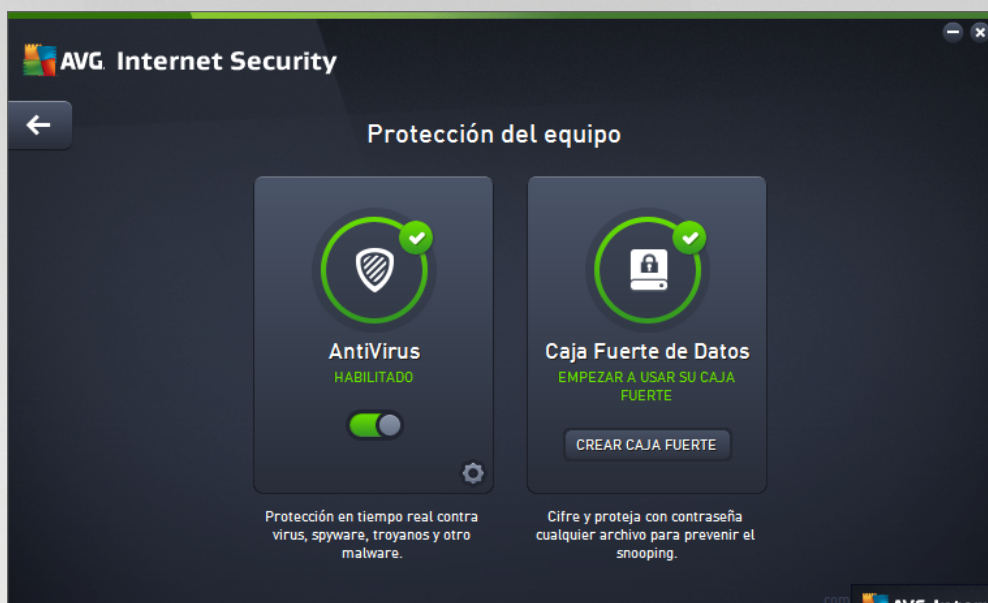 AVG. Internet Security
Protección del equipo
AntiVirus
HABILITADO
Protección en tiempo real contra
virus, spyware, troyanos y otro
malware.
Caja Fuerte de Datos
EMPEZAR A USAR SU CAJA
FUERTE
CREAR CAJA FUERTE
Cifre y proteja con contraseña
cualquier archivo para prevenir el
snooping.
com
AVG